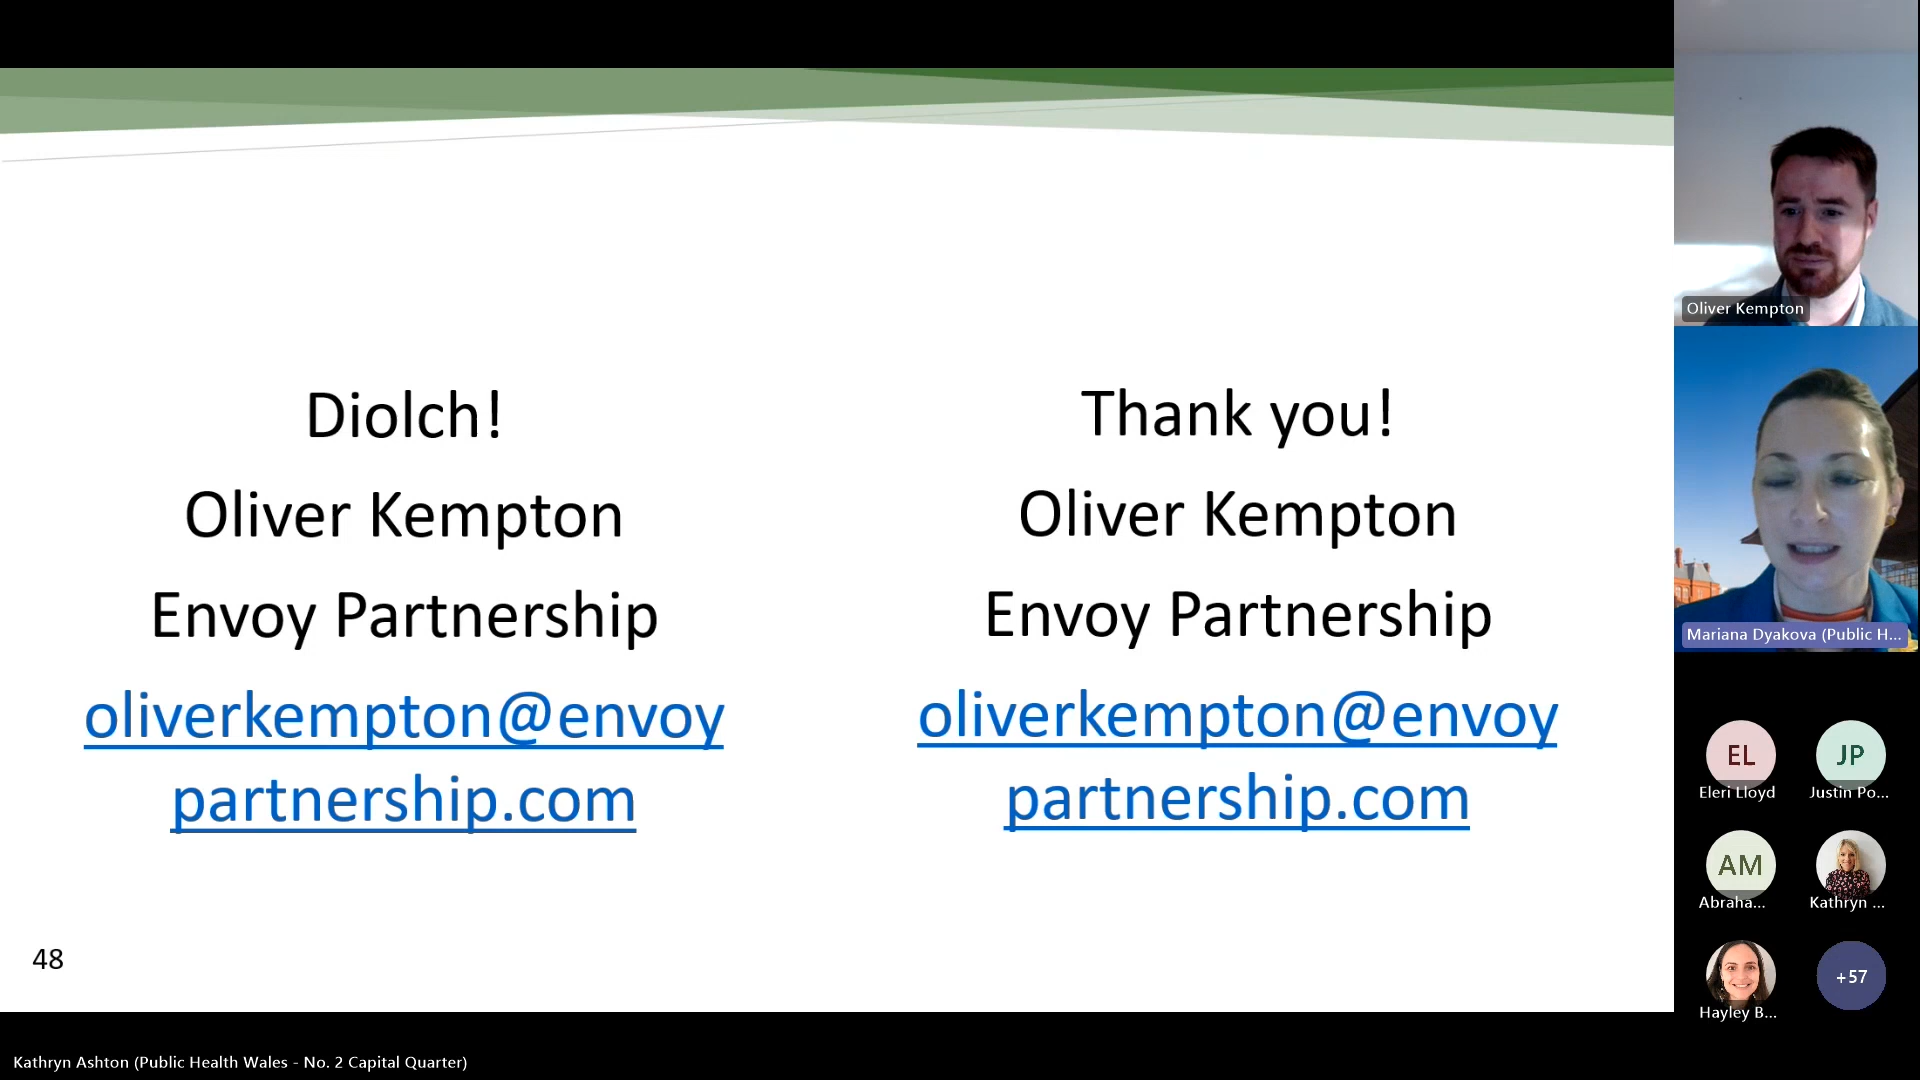 Diolch!
Oliver Kempton
Envoy Partnership
oliverkempton@envoy
partnership.com
Thank you!
Oliver Kempton
Envoy Partnership
oliverkempton@envoy
partnership.com
48
Oliver Kempton
Mariana Dyakova (Public H...
EL
Eleri Lloyd
JP
Justin Po...
AM
Abraha...
Kathryn ...
Hayley B...
+57
Kathryn Ashton (Public Health Wales - No. 2 Capital Quarter)